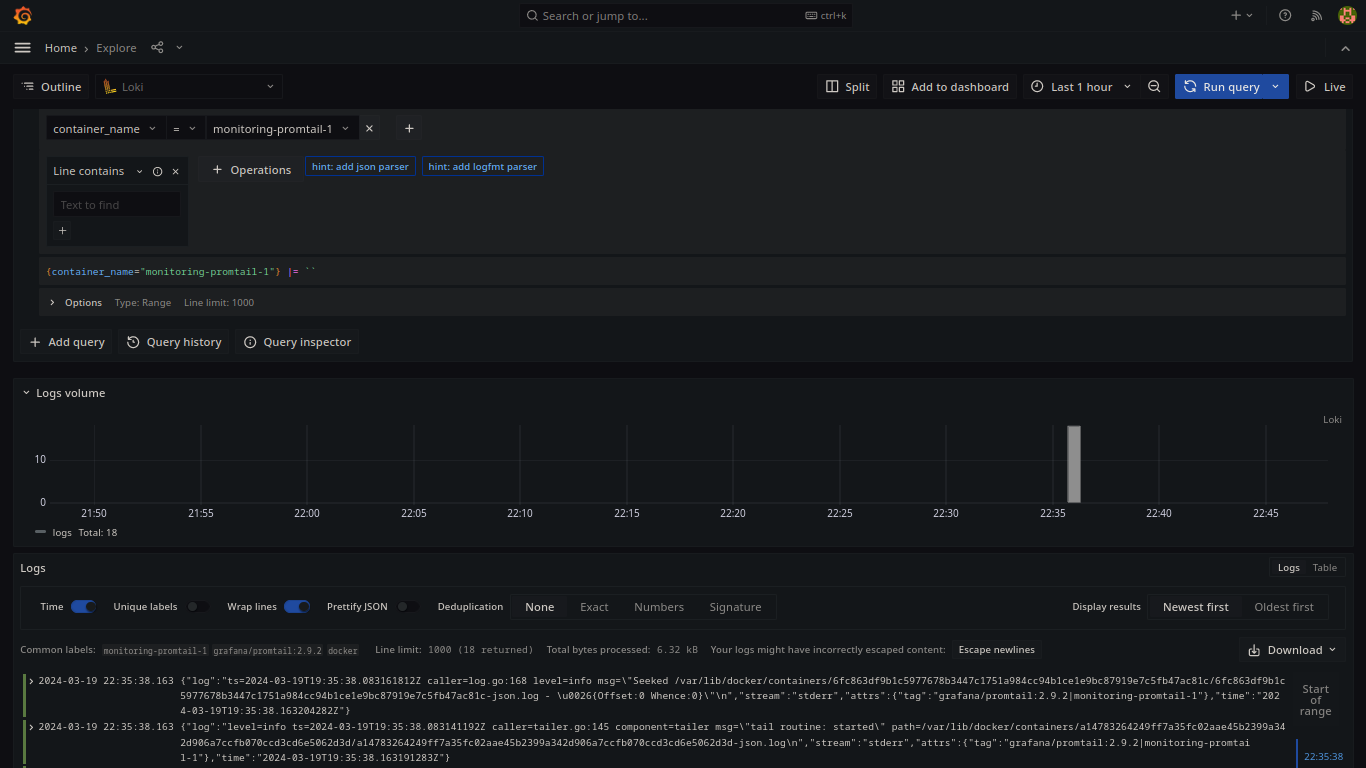 Search or jump to... ctrl+k
Home › Explore
Outline Loki Split Add to dashboard Last 1 hour Run query Live
container_name = monitoring-promtail-1
Line contains Operations hint: add json parser hint: add logfmt parser
Text to find
{container_name="monitoring-promtail-1"} |= ``
Options Type: Range Line limit: 1000
Add query Query history Query inspector
Logs volume
Loki
10
0
21:50 21:55 22:00 22:05 22:10 22:15 22:20 22:25 22:30 22:35 22:40 22:45
logs Total: 18
Logs Logs Table
Time Unique labels Wrap lines Prettify JSON Deduplication None Exact Numbers Signature Display results Newest first Oldest first
Common labels: monitoring-promtail-1 grafana/promtail:2.9.2 docker Line limit: 1000 (18 returned) Total bytes processed: 6.32 kB Your logs might have incorrectly escaped content: Escape newlines Download
2024-03-19 22:35:38.163 {"log":"ts=2024-03-19T19:35:38.083161812Z caller=log.go:168 level=info msg=\"Seeked /var/lib/docker/containers/6fc863df9b1c5977678b3447c1751a984cc94b1ce1e9bc87919e7c5fb47ac81c/6fc863df9b1c
5977678b3447c1751a984cc94b1ce1e9bc87919e7c5fb47ac81c-json.log - \u0026{Offset:0 Whence:0}\"\n","stream":"stderr","attrs":{"tag":"grafana/promtail:2.9.2|monitoring-promtail-1"},"time":"202
4-03-19T19:35:38.163204282Z"}
2024-03-19 22:35:38.163 {"log":"level=info ts=2024-03-19T19:35:38.083141192Z caller=tailer.go:145 component=tailer msg=\"tail routine: started\" path=/var/lib/docker/containers/a14783264249ff7a35fc02aae45b2399a34
2d906a7ccfb070ccd3cd6e5062d3d/a14783264249ff7a35fc02aae45b2399a342d906a7ccfb070ccd3cd6e5062d3d-json.log\n","stream":"stderr","attrs":{"tag":"grafana/promtail:2.9.2|monitoring-promtai
l-1"},"time":"2024-03-19T19:35:38.163191283Z"}
Start
of
range
22:35:38